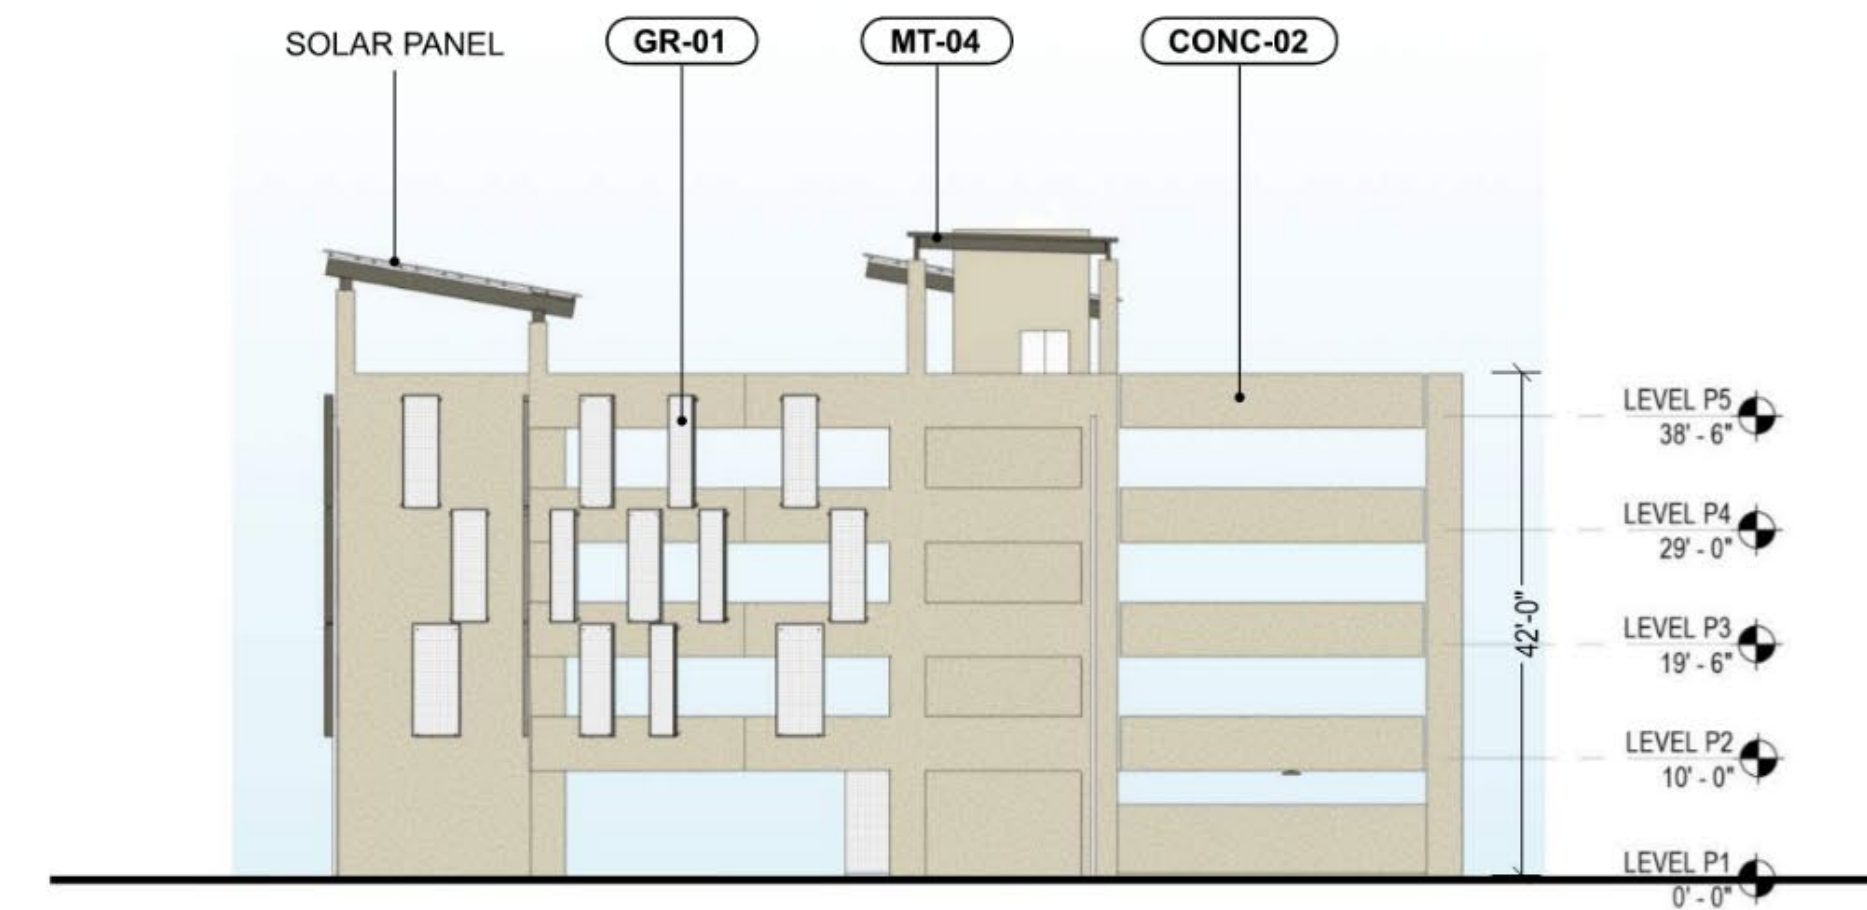 SOLAR PANEL
GR-01
MT-04
CONC-02
LEVEL P5
38' - 6"
LEVEL P4
29' - 0"
42'-0"
LEVEL P3
19' - 6"
LEVEL P2
10' - 0"
LEVEL P1
0' - 0"